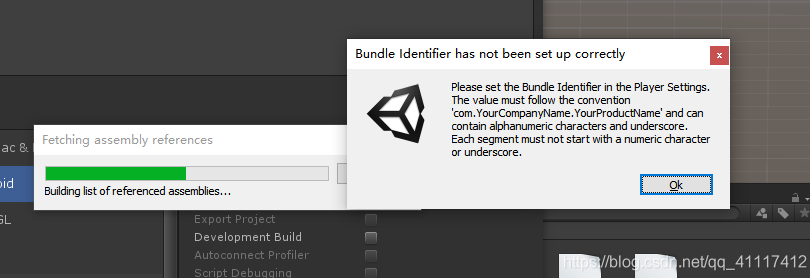 Bundle Identifier has not been set up correctly
x
Please set the Bundle Identifier in the Player Settings.
The value must follow the convention
'com.YourCompanyName.YourProductName' and can
contain alphanumeric characters and underscore.
Each segment must not start with a numeric character
or underscore.
Ok
Fetching assembly references
Building list of referenced assemblies...
ac &
oid
GL
Export Project
Development Build
Autoconnect Profiler
Script Debugging
https://blog.csdn.net/qq_41117412